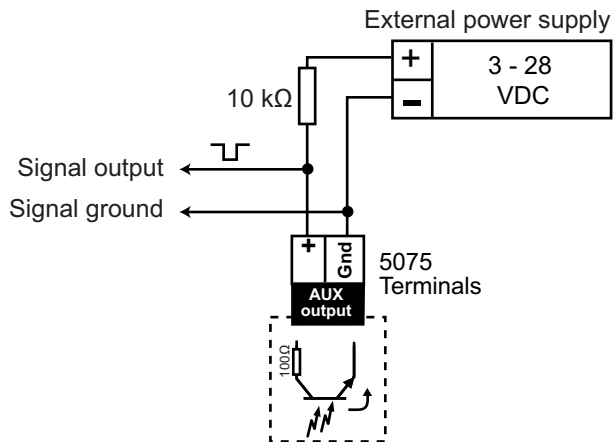 External power supply
+
3 - 28
VDC
-
10 kΩ
Signal output
Signal ground
+
Gnd
5075
Terminals
AUX
output
100Ω